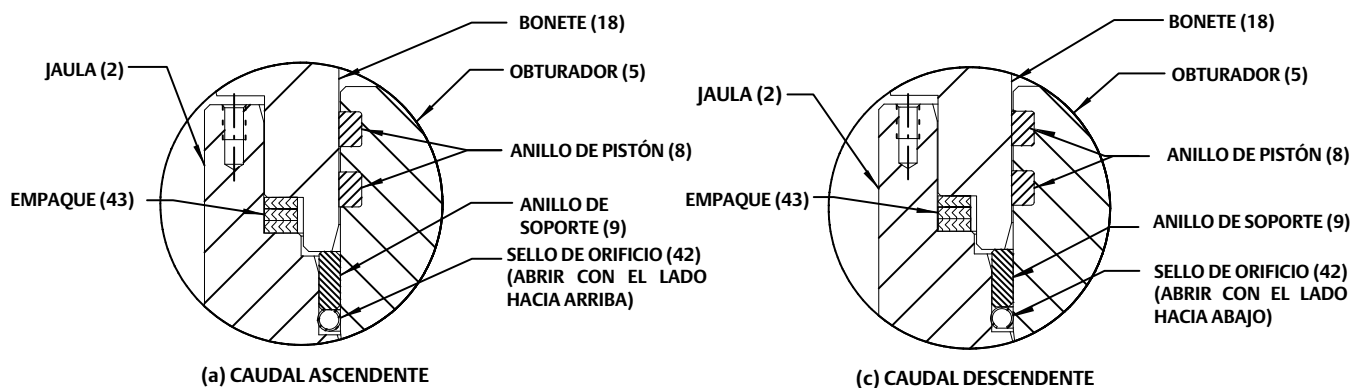 BONETE (18)
JAULA (2)
OBTURADOR (5)
ANILLO DE PISTÓN (8)
EMPAQUE (43)
ANILLO DE
SOPORTE (9)
SELLO DE ORIFICIO (42)
(ABRIR CON EL LADO
HACIA ARRIBA)
(a) CAUDAL ASCENDENTE
BONETE (18)
OBTURADOR (5)
JAULA (2)
ANILLO DE PISTÓN (8)
EMPAQUE (43)
ANILLO DE SOPORTE (9)
SELLO DE ORIFICIO (42)
(ABRIR CON EL LADO
HACIA ABAJO)
(c) CAUDAL DESCENDENTE